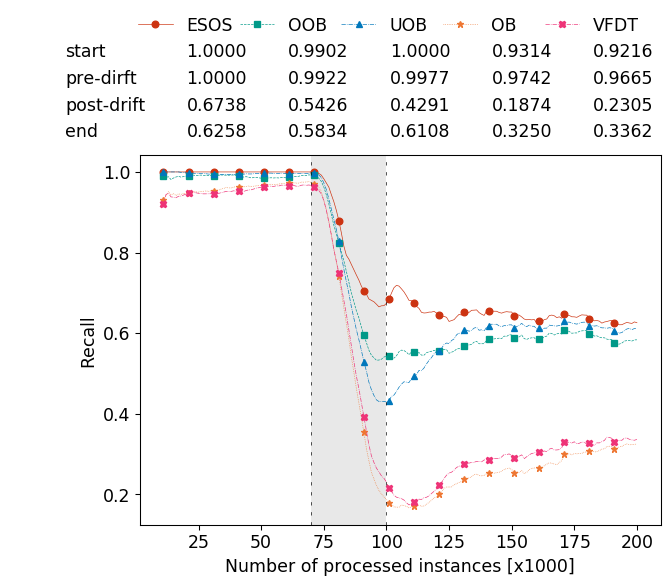 ESOS OOB UOB OB VFDT
start 1.0000 0.9902 1.0000 0.9314 0.9216
pre-dirft 1.0000 0.9922 0.9977 0.9742 0.9665
post-drift 0.6738 0.5426 0.4291 0.1874 0.2305
end 0.6258 0.5834 0.6108 0.3250 0.3362
1.0
0.8
0.6
0.4
0.2
Recall
25 50 75 100 125 150 175 200
Number of processed instances [x1000]